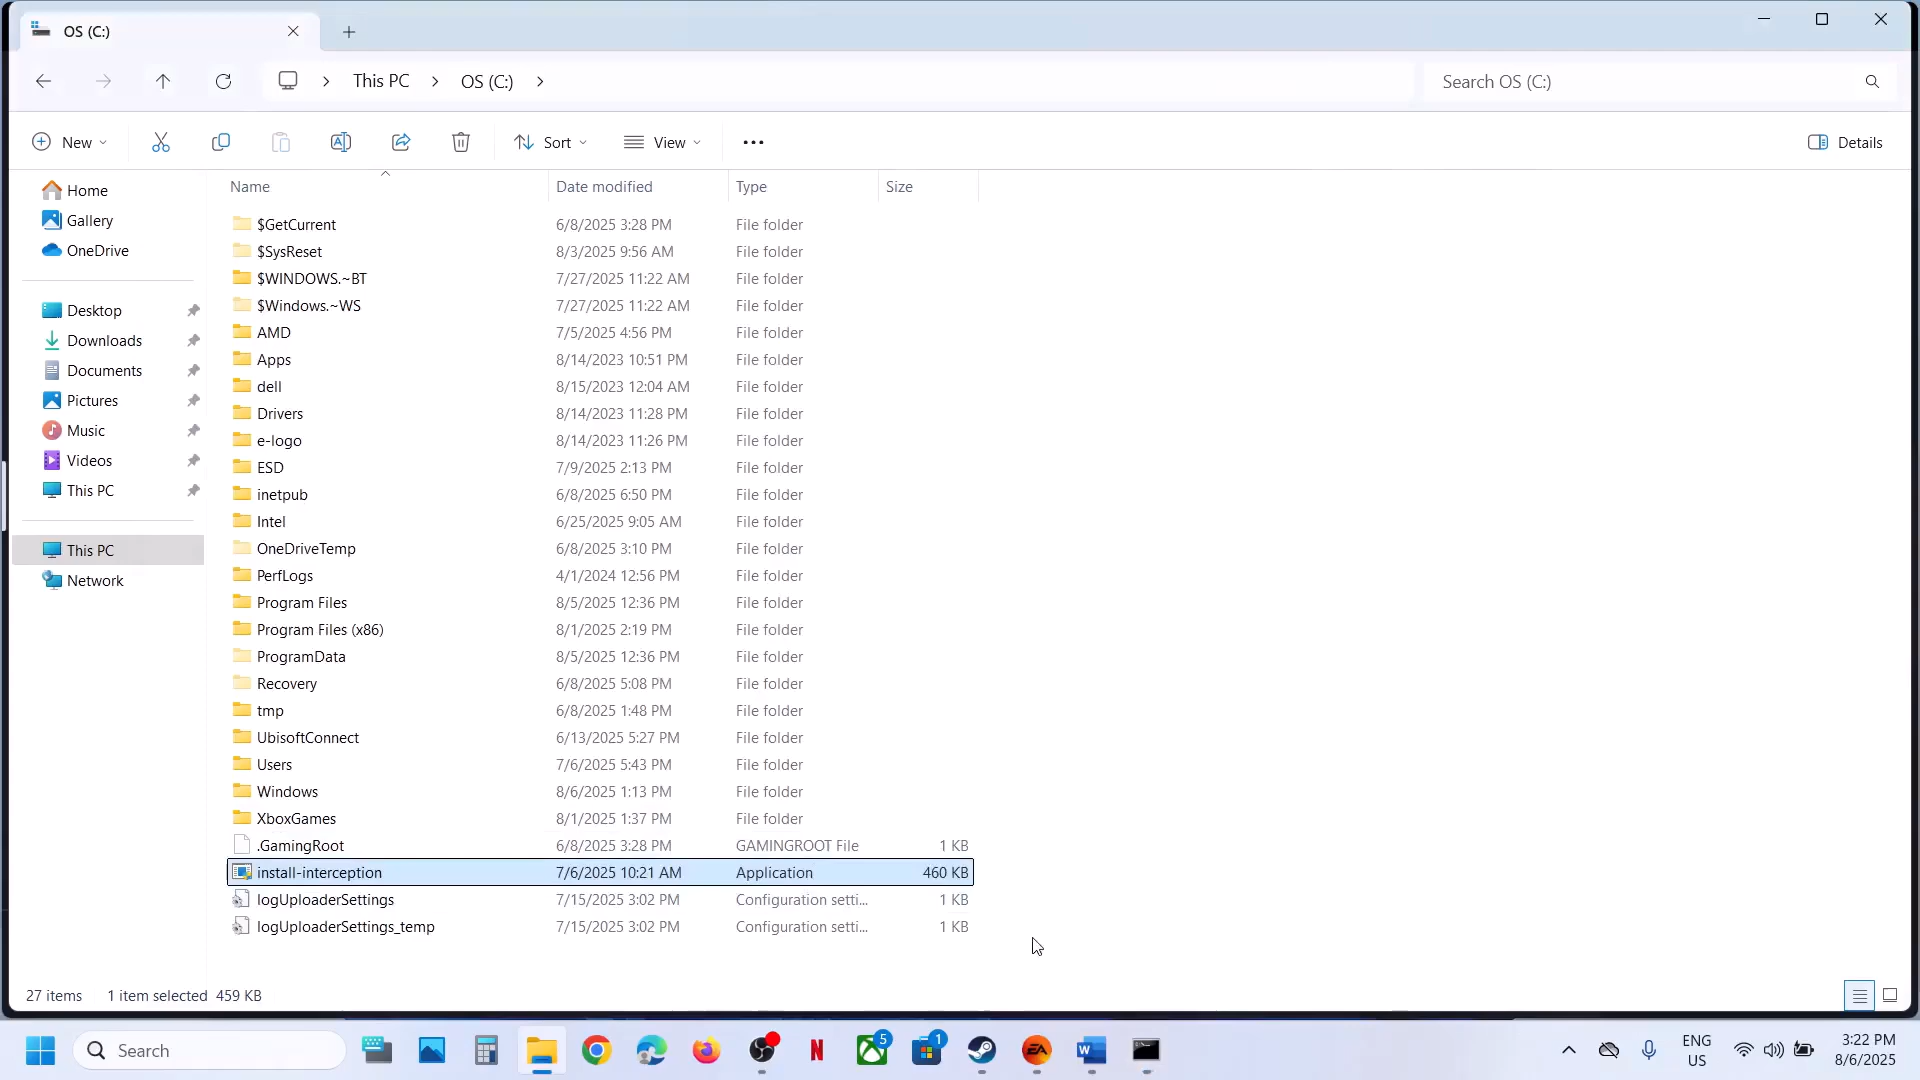 OS (C:)
This PC
OS (C:)
Search OS (C:)
New
Sort
View
Details
Name
Date modified
Type
Size
Home
Gallery
OneDrive
Desktop
Downloads
Documents
Pictures
Music
Videos
This PC
This PC
Network
$GetCurrent 6/8/2025 3:28 PM File folder
$SysReset 8/3/2025 9:56 AM File folder
$WINDOWS.~BT 7/27/2025 11:22 AM File folder
$Windows.~WS 7/27/2025 11:22 AM File folder
AMD 7/5/2025 4:56 PM File folder
Apps 8/14/2023 10:51 PM File folder
dell 8/15/2023 12:04 AM File folder
Drivers 8/14/2023 11:28 PM File folder
e-logo 8/14/2023 11:26 PM File folder
ESD 7/9/2025 2:13 PM File folder
inetpub 6/8/2025 6:50 PM File folder
Intel 6/25/2025 9:05 AM File folder
OneDriveTemp 6/8/2025 3:10 PM File folder
PerfLogs 4/1/2024 12:56 PM File folder
Program Files 8/5/2025 12:36 PM File folder
Program Files (x86) 8/1/2025 2:19 PM File folder
ProgramData 8/5/2025 12:36 PM File folder
Recovery 6/8/2025 5:08 PM File folder
tmp 6/8/2025 1:48 PM File folder
UbisoftConnect 6/13/2025 5:27 PM File folder
Users 7/6/2025 5:43 PM File folder
Windows 8/6/2025 1:13 PM File folder
XboxGames 8/1/2025 1:37 PM File folder
.GamingRoot 6/8/2025 3:28 PM GAMINGROOT File 1 KB
install-interception 7/6/2025 10:21 AM Application 460 KB
logUploaderSettings 7/15/2025 3:02 PM Configuration setti... 1 KB
logUploaderSettings_temp 7/15/2025 3:02 PM Configuration setti... 1 KB
27 items 1 item selected 459 KB
Search
N
5
1
EA
W
ENG
US
3:22 PM
8/6/2025